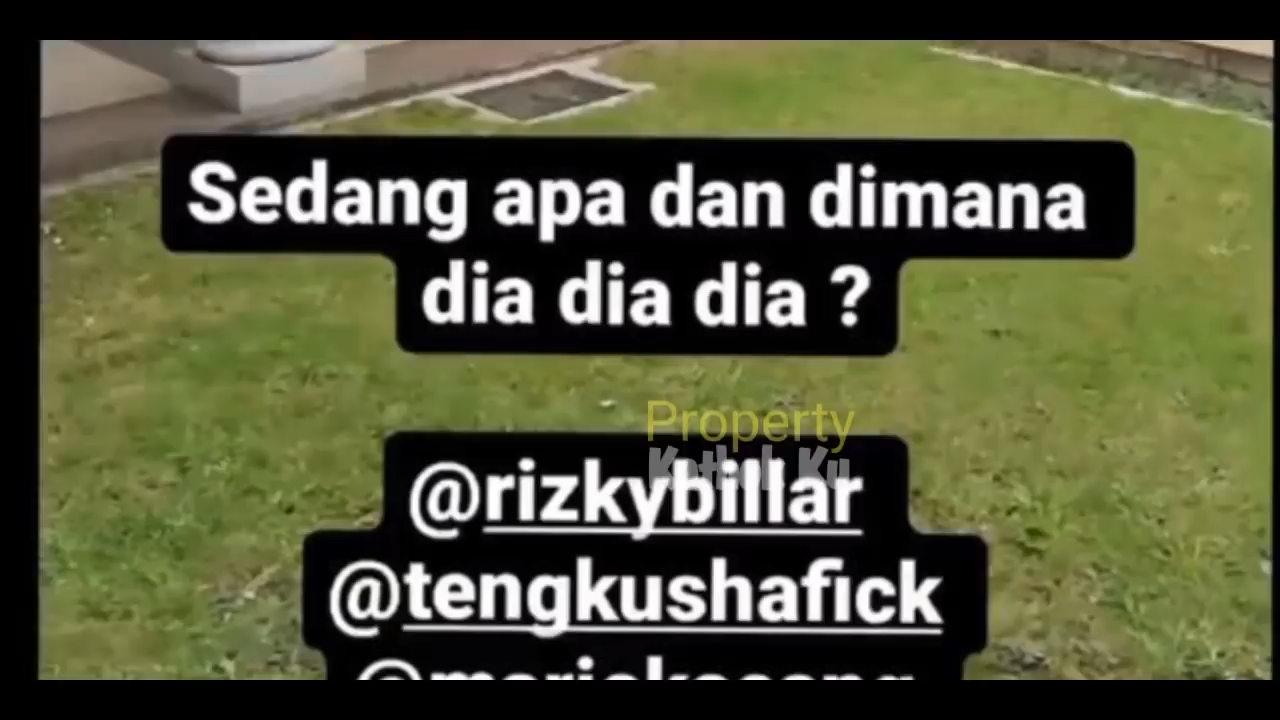 Sedang apa dan dimana
dia dia dia ?
Property
@rizkybillar
@tengkushafick